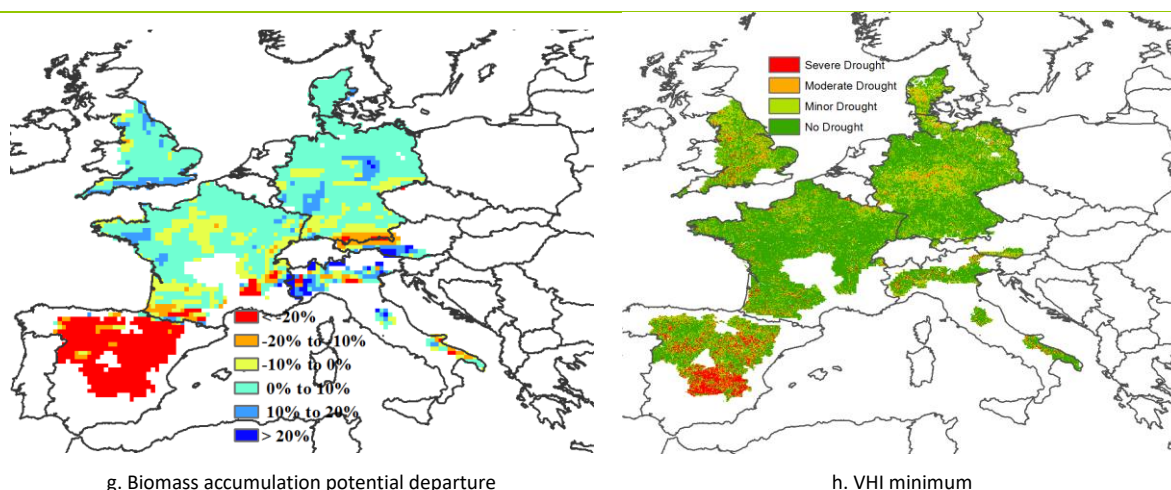 < -20%
-20% to -10%
-10% to 0%
0% to 10%
10% to 20%
> 20%
g. Biomass accumulation potential departure
Severe Drought
Moderate Drought
Minor Drought
No Drought
h. VHI minimum